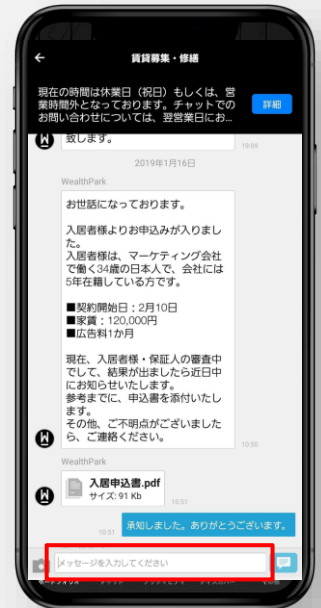 賃貸募集・修繕
現在の時間は休業日（祝日）もしくは、営
業時間外となっております。チャットでの
お問い合わせについては、翌営業日にお…
詳細
致します。
19:09
2019年1月16日
WealthPark
お世話になっております。
入居者様よりお申込みが入りまし
た。
入居者様は、マーケティング会社
で働く34歳の日本人で、会社には
5年在籍している方です。
■契約開始日：2月10日
■家賃：120,000円
■広告料1か月
現在、入居者様・保証人の審査中
でして、結果が出ましたら近日中
にお知らせいたします。
参考までに、申込書を添付いたし
ます。
その他、ご不明点がございました
ら、ご連絡ください。
10:50
WealthPark
入居申込書.pdf
サイズ: 91 Kb
10:51
承知しました。ありがとうございます。
10:51
メッセージを入力してください